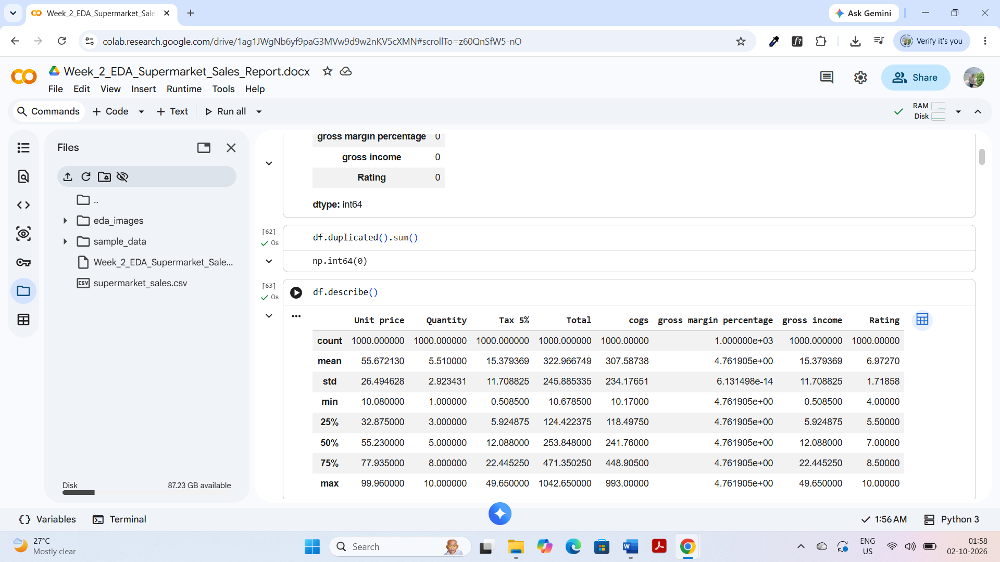 Week_2_EDA_Supermarket_Sale
Ask Gemini
colab.research.google.com/drive/1ag1JWgNb6yf9paG3MVw9d9w2nKV5cXMN#scrollTo=z60QnSfW5-nO
f?
Verify it's you
CO
Week_2_EDA_Supermarket_Sales_Report.docx
File Edit View Insert Runtime Tools Help
Share
Commands + Code + Text Run all
RAM
Disk
Files
..
eda_images
sample_data
Week_2_EDA_Supermarket_Sale...
CSV supermarket_sales.csv
Disk 87.23 GB available
gross margin percentage 0
gross income 0
Rating 0
dtype: int64
[62]
0s
df.duplicated().sum()
np.int64(0)
[63]
0s
df.describe()
Unit price Quantity Tax 5% Total cogs gross margin percentage gross income Rating
count 1000.000000 1000.000000 1000.000000 1000.000000 1000.00000 1.000000e+03 1000.000000 1000.00000
mean 55.672130 5.510000 15.379369 322.966749 307.58738 4.761905e+00 15.379369 6.97270
std 26.494628 2.923431 11.708825 245.885335 234.17651 6.131498e-14 11.708825 1.71858
min 10.080000 1.000000 0.508500 10.678500 10.17000 4.761905e+00 0.508500 4.00000
25% 32.875000 3.000000 5.924875 124.422375 118.49750 4.761905e+00 5.924875 5.50000
50% 55.230000 5.000000 12.088000 253.848000 241.76000 4.761905e+00 12.088000 7.00000
75% 77.935000 8.000000 22.445250 471.350250 448.90500 4.761905e+00 22.445250 8.50000
max 99.960000 10.000000 49.650000 1042.650000 993.00000 4.761905e+00 49.650000 10.00000
Variables Terminal
1:56 AM Python 3
27°C
Mostly clear
Search
ENG
US
01:58
02-10-2026